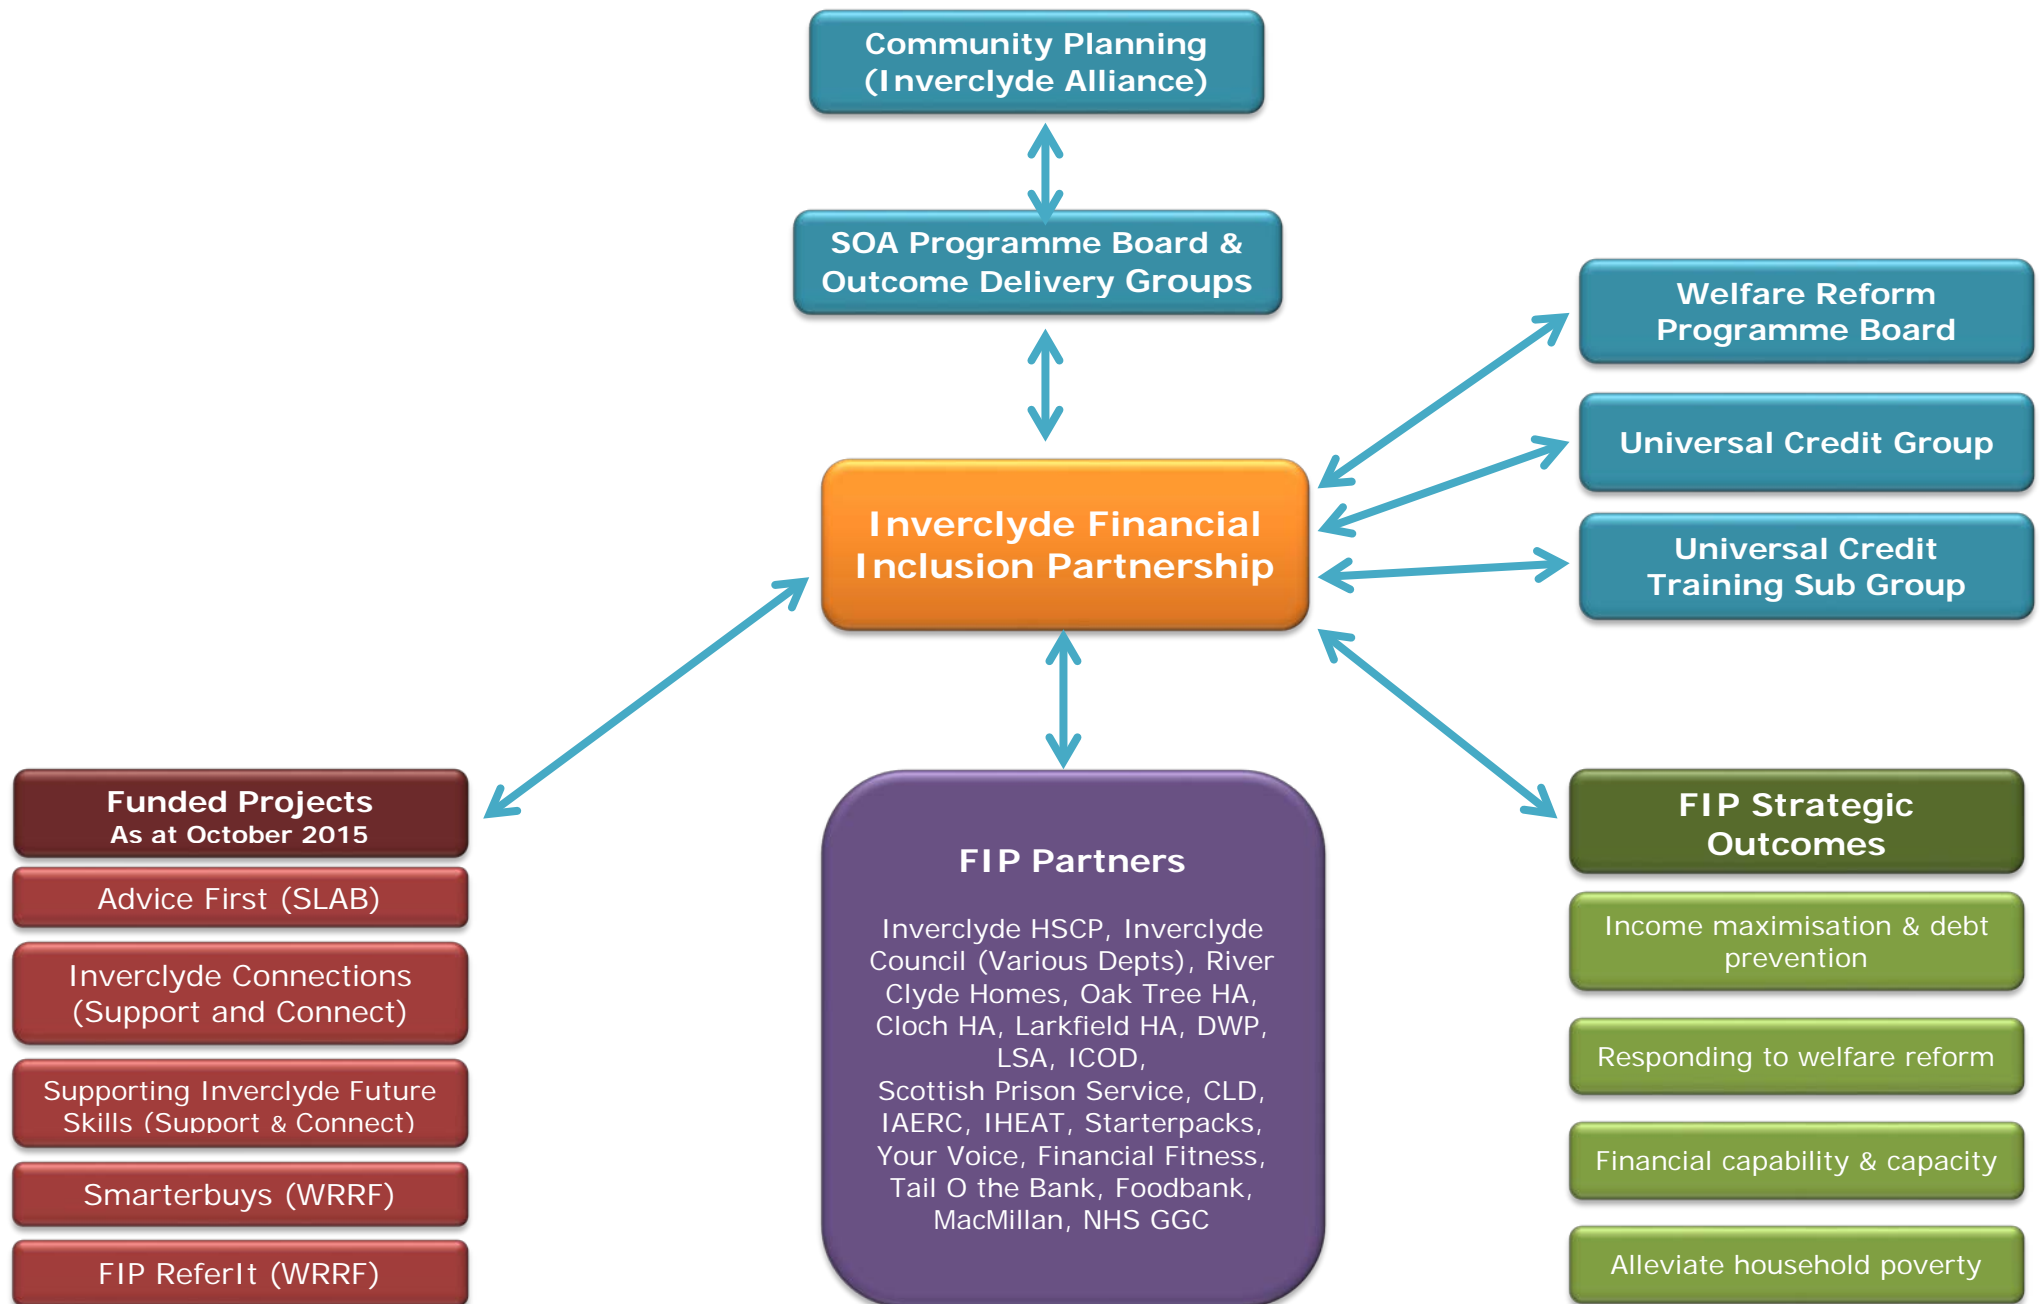 Community Planning
(Inverclyde Alliance)
SOA Programme Board &
Outcome Delivery Groups
Welfare Reform
Programme Board
Universal Credit Group
Universal Credit
Training Sub Group
Inverclyde Financial
Inclusion Partnership
Funded Projects
As at October 2015
Advice First (SLAB)
Inverclyde Connections
(Support and Connect)
Supporting Inverclyde Future
Skills (Support & Connect)
Smarterbuys (WRRF)
FIP ReferIt (WRRF)
FIP Partners
Inverclyde HSCP, Inverclyde
Council (Various Depts), River
Clyde Homes, Oak Tree HA,
Cloch HA, Larkfield HA, DWP,
LSA, ICOD,
Scottish Prison Service, CLD,
IAERC, IHEAT, Starterpacks,
Your Voice, Financial Fitness,
Tail O the Bank, Foodbank,
MacMillan, NHS GGC
FIP Strategic
Outcomes
Income maximisation & debt
prevention
Responding to welfare reform
Financial capability & capacity
Alleviate household poverty